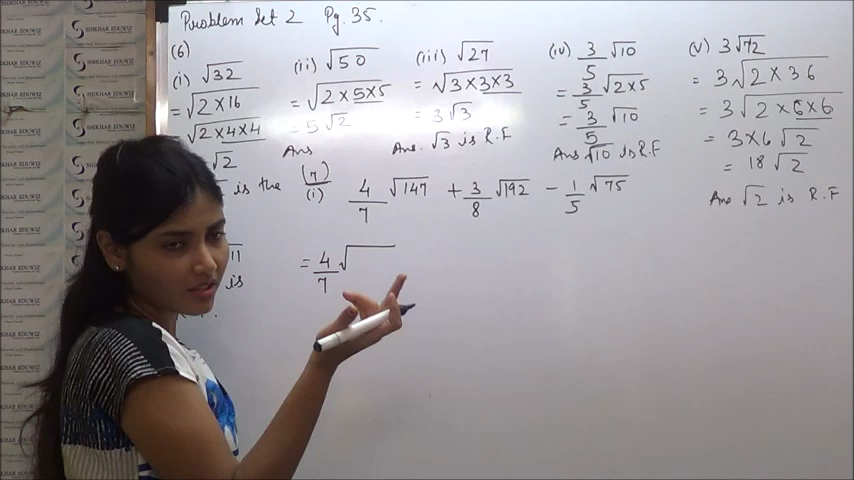 Problem Set 2 Pg. 35.
(6)
(i) √32
= √2 × 16
√2 × 4 × 4
√2
is the
11
is
(ii) √50
= √2 × 5 × 5
= 5√2
Ans
(iii) √27
= √3 × 3 × 3
= 3√3
Ans. √3 is R.F
(iv) 3/5 √10
= 3/5 √2 × 5
= 3/5 √10
Ans √10 is R.F
(v) 3√72
= 3√2 × 36
= 3√2 × 6 × 6
= 3 × 6 √2
= 18 √2
Ans √2 is R.F
(7)
(i) 4/7 √147 + 3/8 √192 - 1/5 √75
= 4/7 √
SHIKHAR EDUWIZ